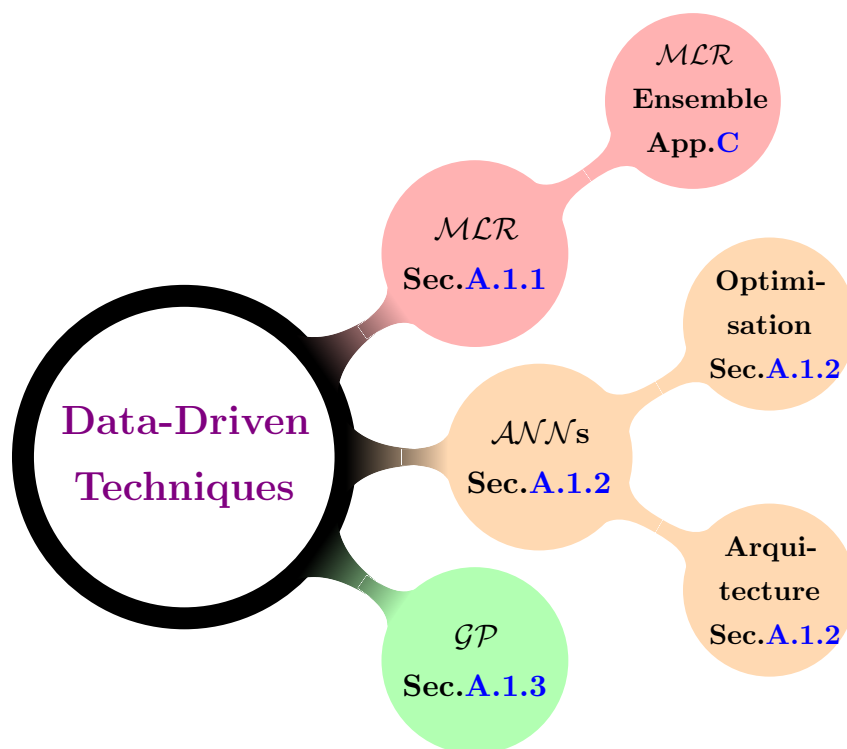 Data-Driven
Techniques
𝓜𝓛𝓡
Sec.A.1.1
𝓜𝓛𝓡
Ensemble
App.C
𝓐𝓝𝓝s
Sec.A.1.2
Optimi-
sation
Sec.A.1.2
Arqui-
tecture
Sec.A.1.2
𝓖𝓟
Sec.A.1.3